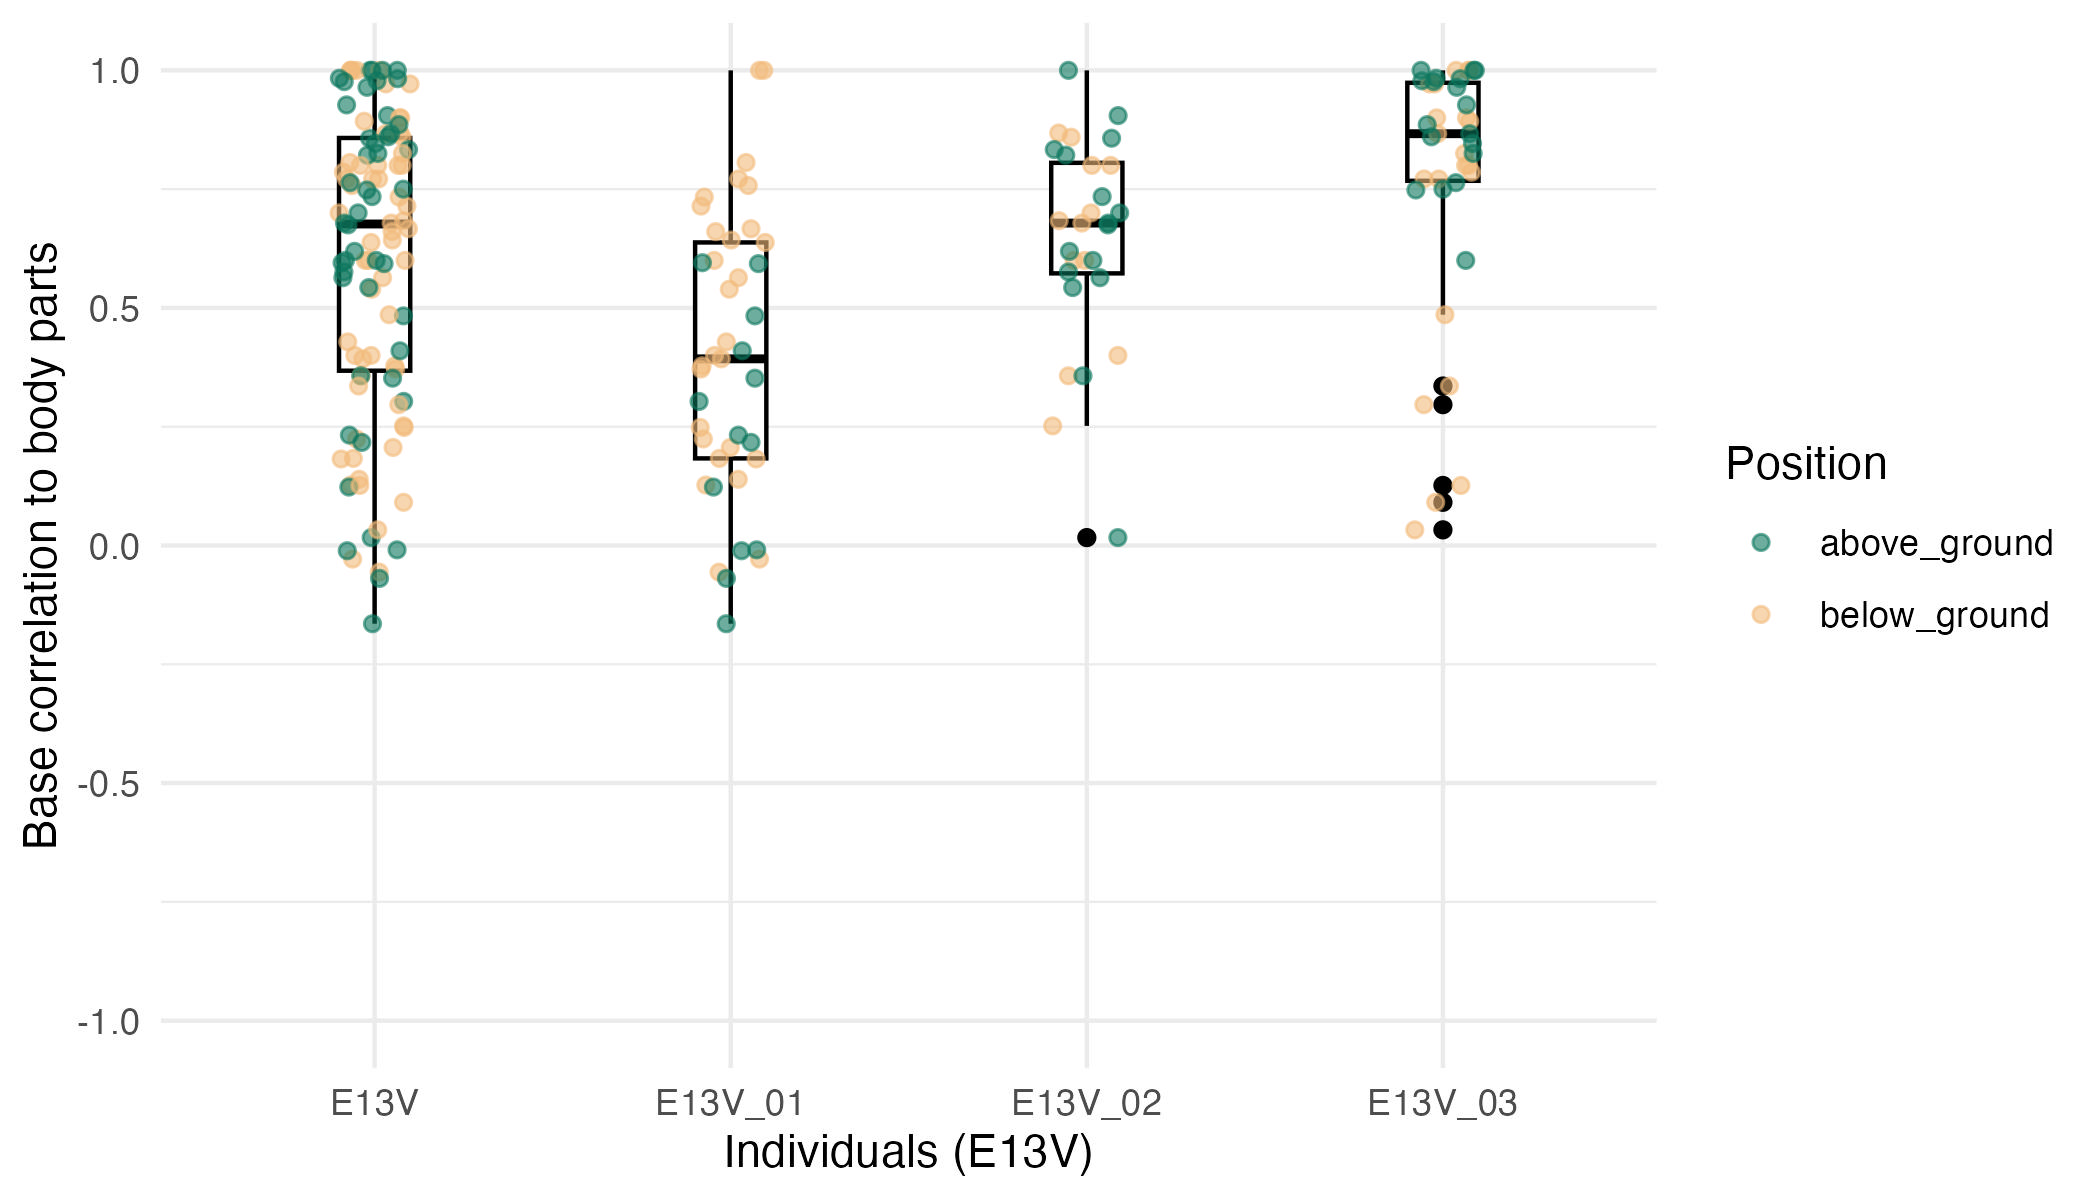 1.0
0.5
0.0
-0.5
-1.0
Base correlation to body parts
E13V
E13V_01
E13V_02
E13V_03
Individuals (E13V)
Position
above_ground
below_ground